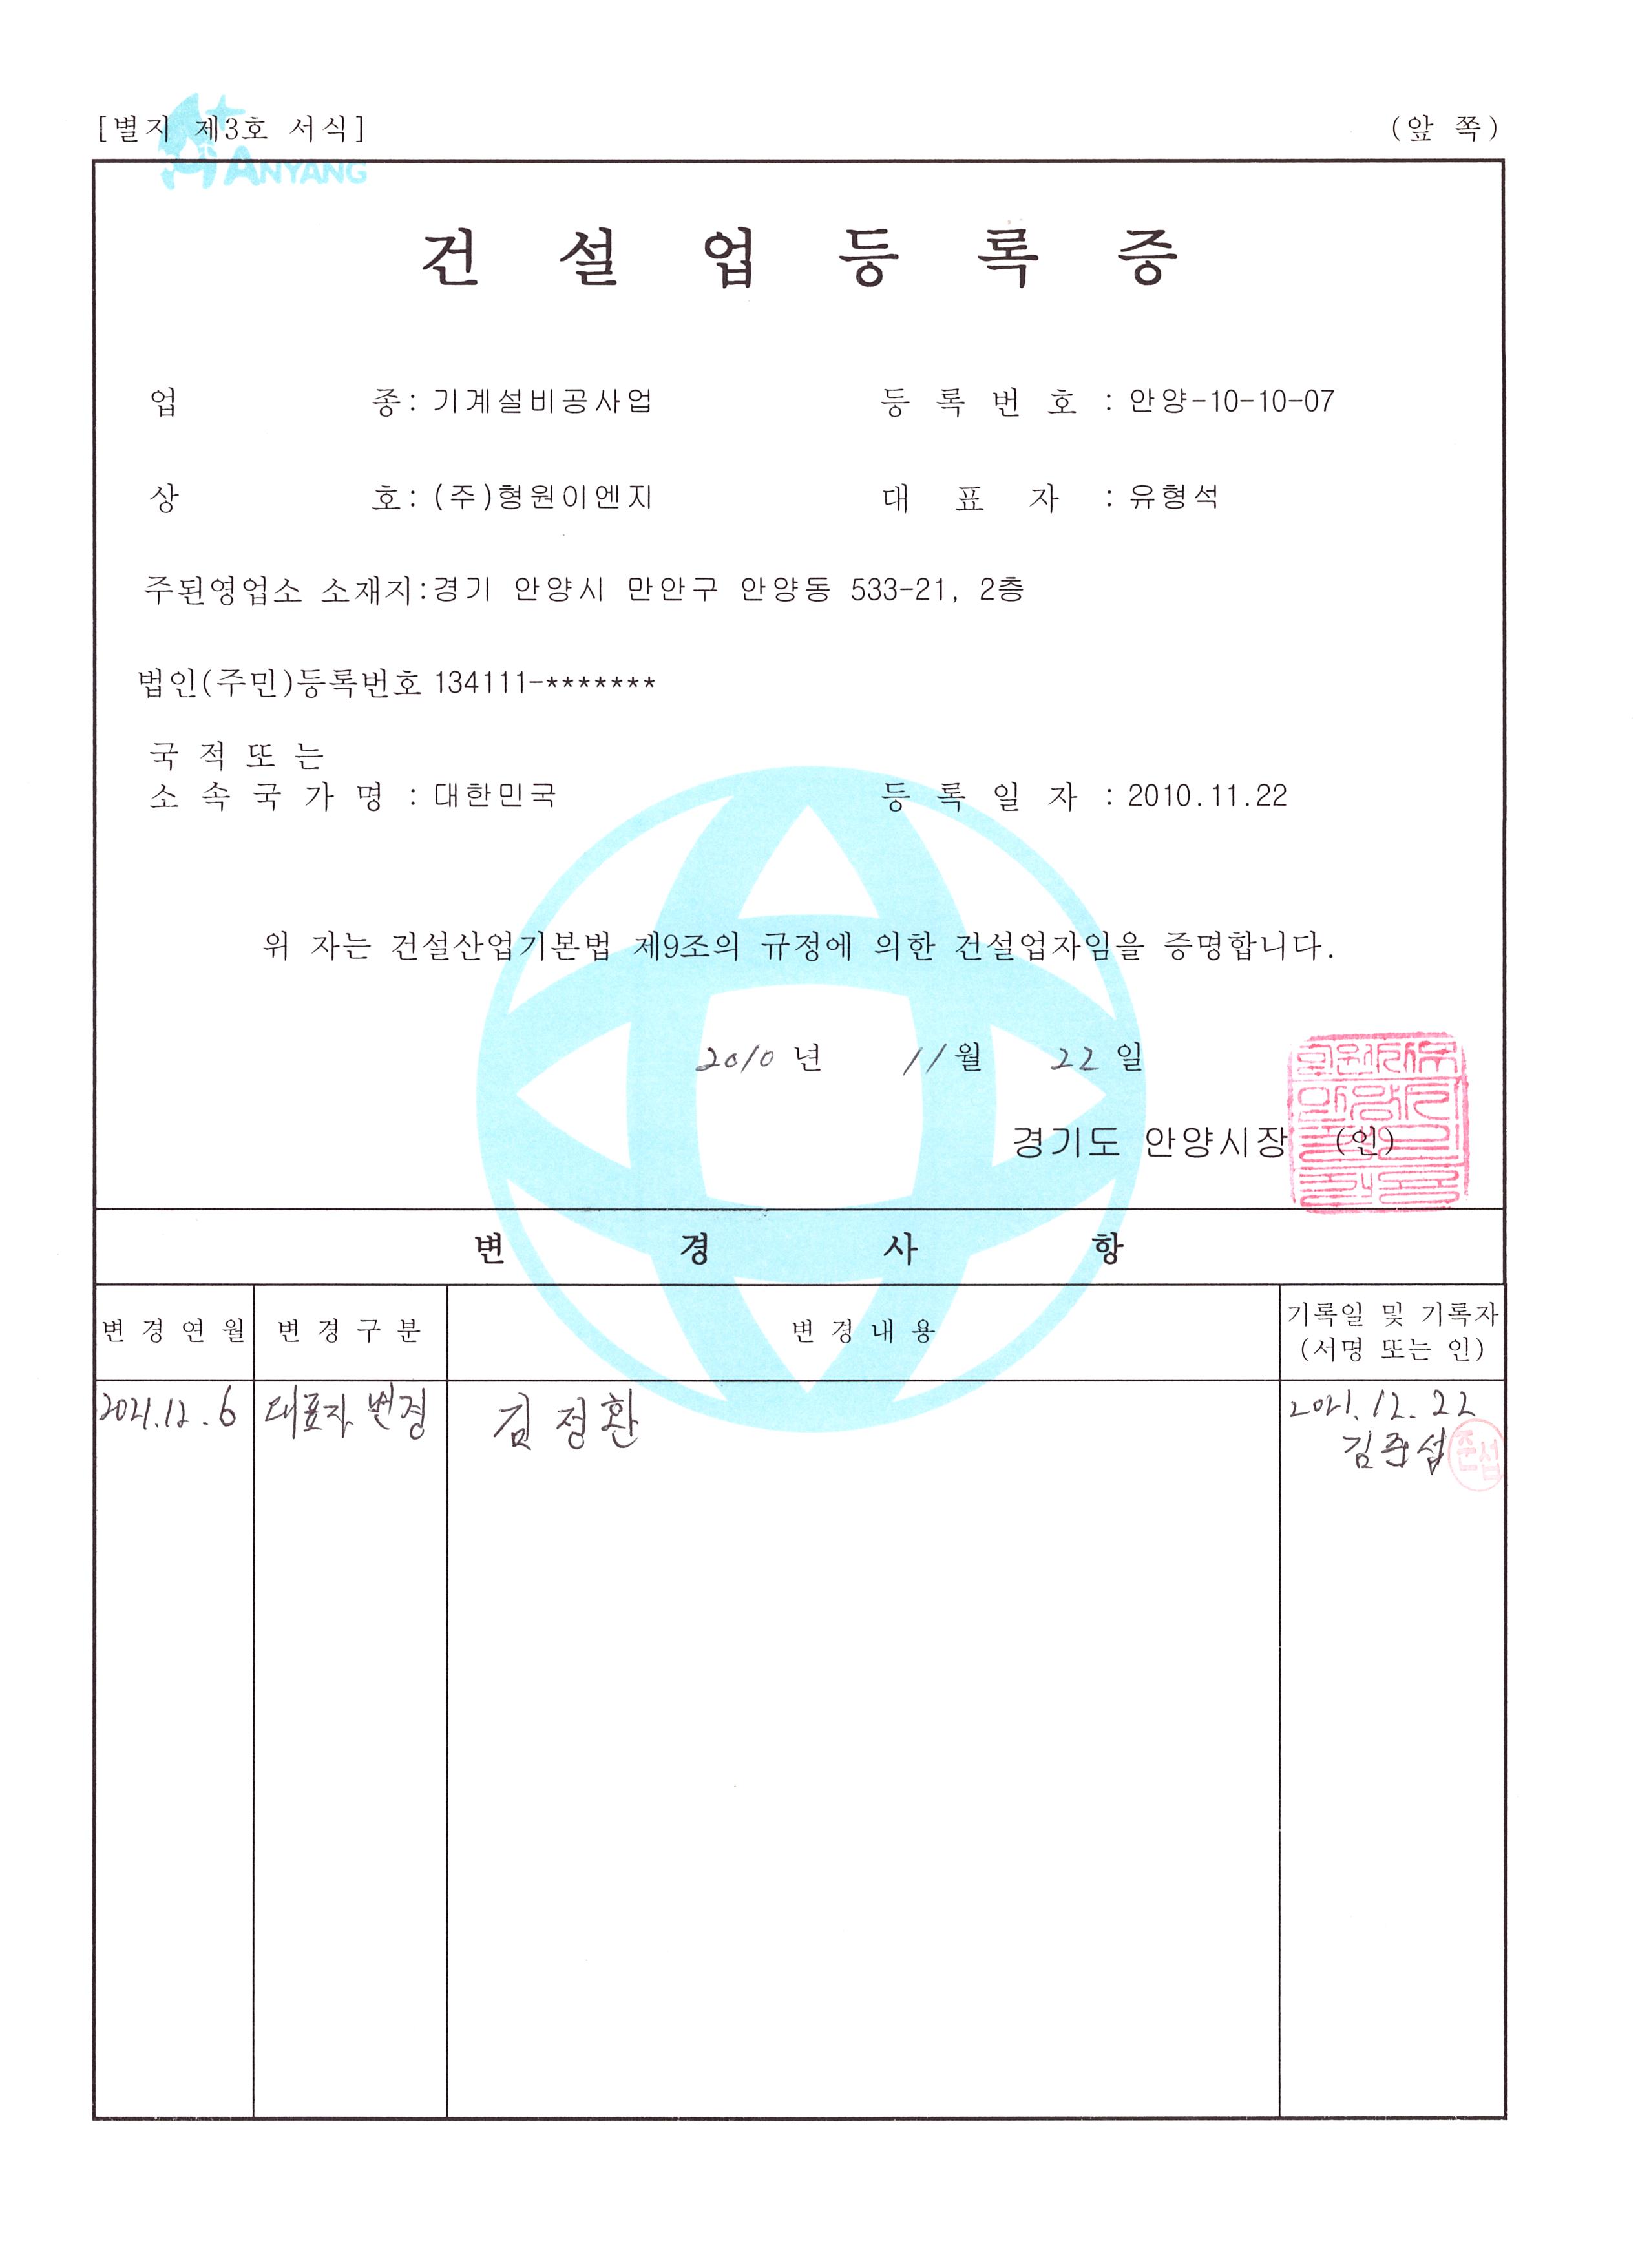 [별지 제3호 서식]
(앞 쪽)
ANYANG
건 설 업 등 록 증
업 종: 기계설비공사업
등 록 번 호 : 안양-10-10-07
상 호: (주)형원이엔지
대 표 자 : 유형석
주된영업소 소재지:경기 안양시 만안구 안양동 533-21, 2층
법인(주민)등록번호 134111-*******
국 적 또 는
소 속 국 가 명 : 대한민국
등 록 일 자 : 2010.11.22
위 자는 건설산업기본법 제9조의 규정에 의한 건설업자임을 증명합니다.
2010 년 11 월 22 일
경기도 안양시장 (인)
변 경 사 항
변 경 연 월
변 경 구 분
변 경 내 용
기록일 및 기록자
(서명 또는 인)
2021.12.6
대표자 변경
김정환
2021.12.22
김준섭
준섭